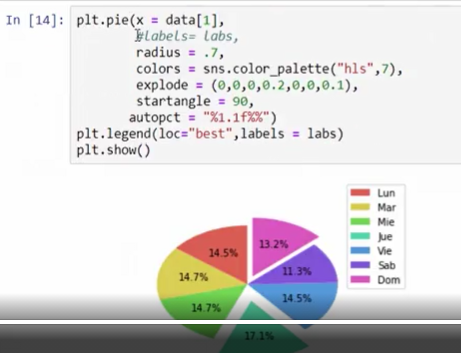 In [14]: plt.pie(x = data[1],
#labels= labs,
radius = .7,
colors = sns.color_palette("hls",7),
explode = (0,0,0,0.2,0,0,0.1),
startangle = 90,
autopct = "%1.1f%%")
plt.legend(loc="best",labels = labs)
plt.show()
Lun
Mar
Mie
Jue
Vie
Sab
Dom
14.5%
13.2%
14.7%
11.3%
14.7%
14.5%
17.1%